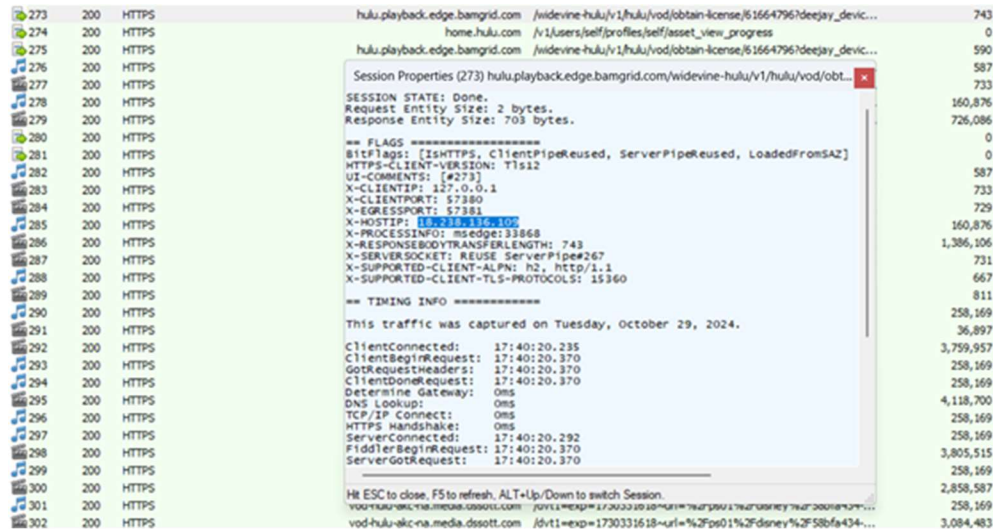 273 200 HTTPS hulu.playback.edge.bamgrid.com /widevine-hulu/v1/hulu/vod/obtain-license/61664796?deejay_devic... 743
274 200 HTTPS home.hulu.com /v1/users/self/profiles/self/asset_view_progress 0
275 200 HTTPS hulu.playback.edge.bamgrid.com /widevine-hulu/v1/hulu/vod/obtain-license/61664796?deejay_devic... 590
276 200 HTTPS 587
277 200 HTTPS 733
278 200 HTTPS 160,876
279 200 HTTPS 726,086
280 200 HTTPS 0
281 200 HTTPS 0
282 200 HTTPS 587
283 200 HTTPS 733
284 200 HTTPS 729
285 200 HTTPS 160,876
286 200 HTTPS 1,386,106
287 200 HTTPS 731
288 200 HTTPS 667
289 200 HTTPS 811
290 200 HTTPS 258,169
291 200 HTTPS 36,897
292 200 HTTPS 3,759,957
293 200 HTTPS 258,169
294 200 HTTPS 258,169
295 200 HTTPS 4,118,700
296 200 HTTPS 258,169
297 200 HTTPS 258,169
298 200 HTTPS 3,805,515
299 200 HTTPS 258,169
300 200 HTTPS 2,858,587
301 200 HTTPS 258,169
302 200 HTTPS vod-hulu-akc-na.media.dssott.com 3,084,482
Session Properties (273) hulu.playback.edge.bamgrid.com/widevine-hulu/v1/hulu/vod/obt...
SESSION STATE: Done.
Request Entity Size: 2 bytes.
Response Entity Size: 703 bytes.
== FLAGS ==================
BitFlags: [IsHTTPS, ClientPipeReused, ServerPipeReused, LoadedFromSAZ]
HTTPS-CLIENT-VERSION: Tls12
UI-COMMENTS: [#273]
X-CLIENTIP: 127.0.0.1
X-CLIENTPORT: 57380
X-EGRESSPORT: 57381
X-HOSTIP: 18.238.136.109
X-PROCESSINFO: msedge:33868
X-RESPONSEBODYTRANSFERLENGTH: 743
X-SERVERSOCKET: REUSE ServerPipe#267
X-SUPPORTED-CLIENT-ALPN: h2, http/1.1
X-SUPPORTED-CLIENT-TLS-PROTOCOLS: 15360
== TIMING INFO ============
This traffic was captured on Tuesday, October 29, 2024.
ClientConnected: 17:40:20.235
ClientBeginRequest: 17:40:20.370
GotRequestHeaders: 17:40:20.370
ClientDoneRequest: 17:40:20.370
Determine Gateway: 0ms
DNS Lookup: 0ms
TCP/IP Connect: 0ms
HTTPS Handshake: 0ms
ServerConnected: 17:40:20.292
FiddlerBeginRequest: 17:40:20.370
ServerGotRequest: 17:40:20.370
Hit ESC to close, F5 to refresh, ALT+Up/Down to switch Session.